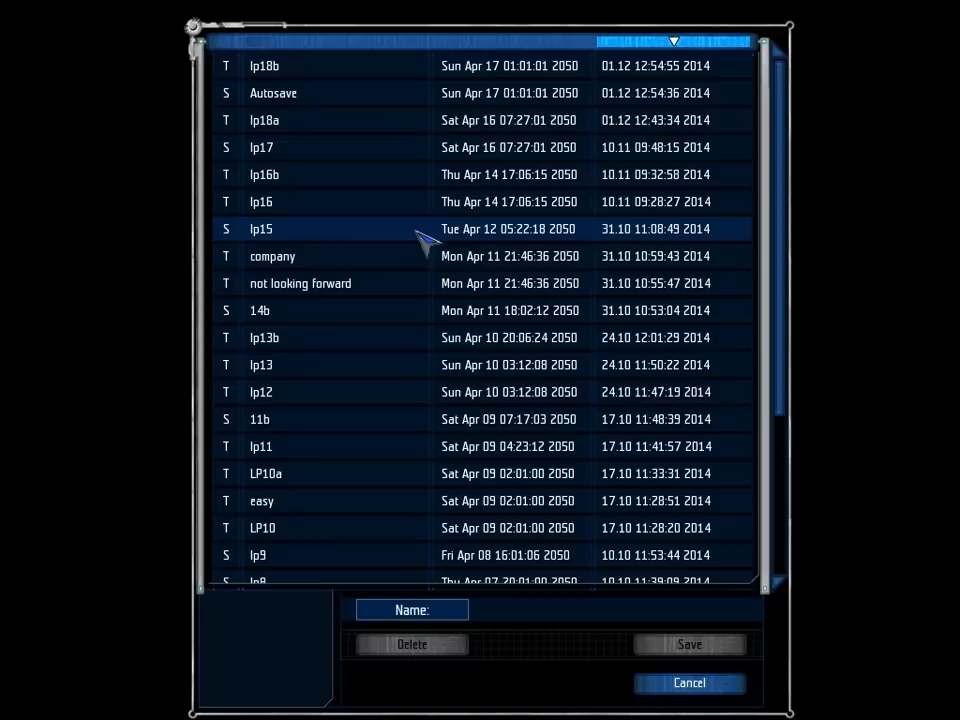 T lp18b Sun Apr 17 01:01:01 2050 01.12 12:54:55 2014
S Autosave Sun Apr 17 01:01:01 2050 01.12 12:54:36 2014
T lp18a Sat Apr 16 07:27:01 2050 01.12 12:43:34 2014
S lp17 Sat Apr 16 07:27:01 2050 10.11 09:48:15 2014
T lp16b Thu Apr 14 17:06:15 2050 10.11 09:32:58 2014
T lp16 Thu Apr 14 17:06:15 2050 10.11 09:28:27 2014
S lp15 Tue Apr 12 05:22:18 2050 31.10 11:08:49 2014
T company Mon Apr 11 21:46:36 2050 31.10 10:59:43 2014
T not looking forward Mon Apr 11 21:46:36 2050 31.10 10:55:47 2014
S 14b Mon Apr 11 18:02:12 2050 31.10 10:53:04 2014
T lp13b Sun Apr 10 20:06:24 2050 24.10 12:01:29 2014
T lp13 Sun Apr 10 03:12:08 2050 24.10 11:50:22 2014
T lp12 Sun Apr 10 03:12:08 2050 24.10 11:47:19 2014
S 11b Sat Apr 09 07:17:03 2050 17.10 11:48:39 2014
T lp11 Sat Apr 09 04:23:12 2050 17.10 11:41:57 2014
T LP10a Sat Apr 09 02:01:00 2050 17.10 11:33:31 2014
T easy Sat Apr 09 02:01:00 2050 17.10 11:28:51 2014
T LP10 Sat Apr 09 02:01:00 2050 17.10 11:28:20 2014
S lp9 Fri Apr 08 16:01:06 2050 10.10 11:53:44 2014
S lp8 Thu Apr 07 20:01:00 2050 10.10 11:39:09 2014
Name:
Delete Save
Cancel